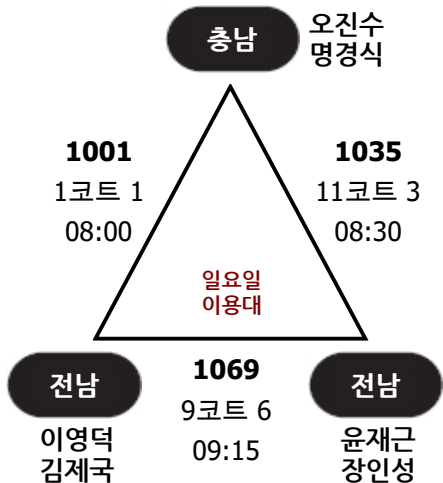 충남
오진수
명경식
1001
1코트 1
08:00
1035
11코트 3
08:30
일요일
이용대
전남
이영덕
김제국
1069
9코트 6
09:15
전남
윤재근
장인성